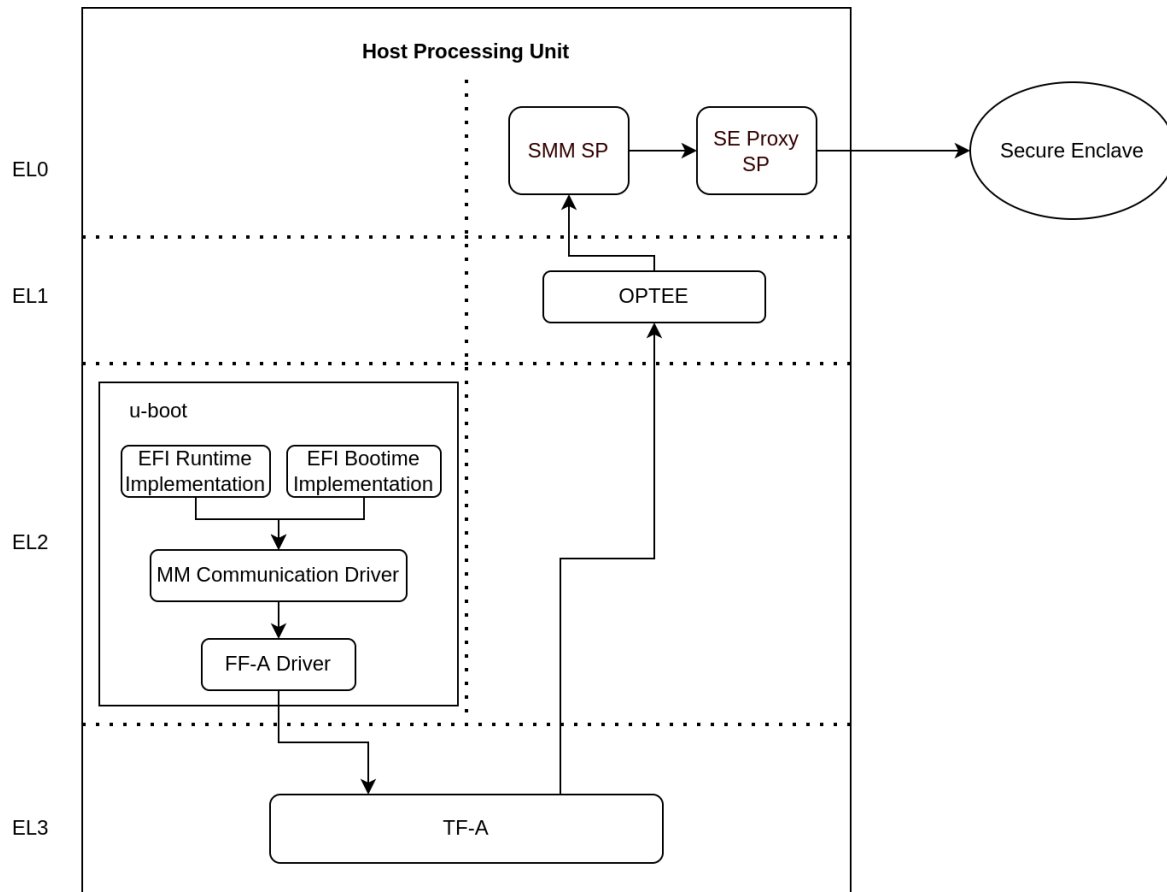 Host Processing Unit
EL0
SMM SP
SE Proxy
SP
Secure Enclave
EL1
OPTEE
EL2
u-boot
EFI Runtime
Implementation
EFI Bootime
Implementation
MM Communication Driver
FF-A Driver
EL3
TF-A